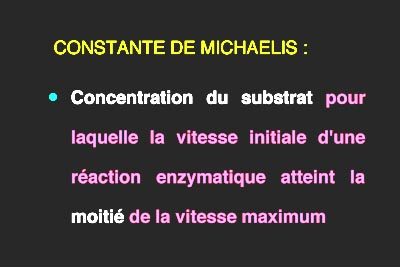 CONSTANTE DE MICHAELIS :
• Concentration du substrat pour
laquelle la vitesse initiale d'une
réaction enzymatique atteint la
moitié de la vitesse maximum